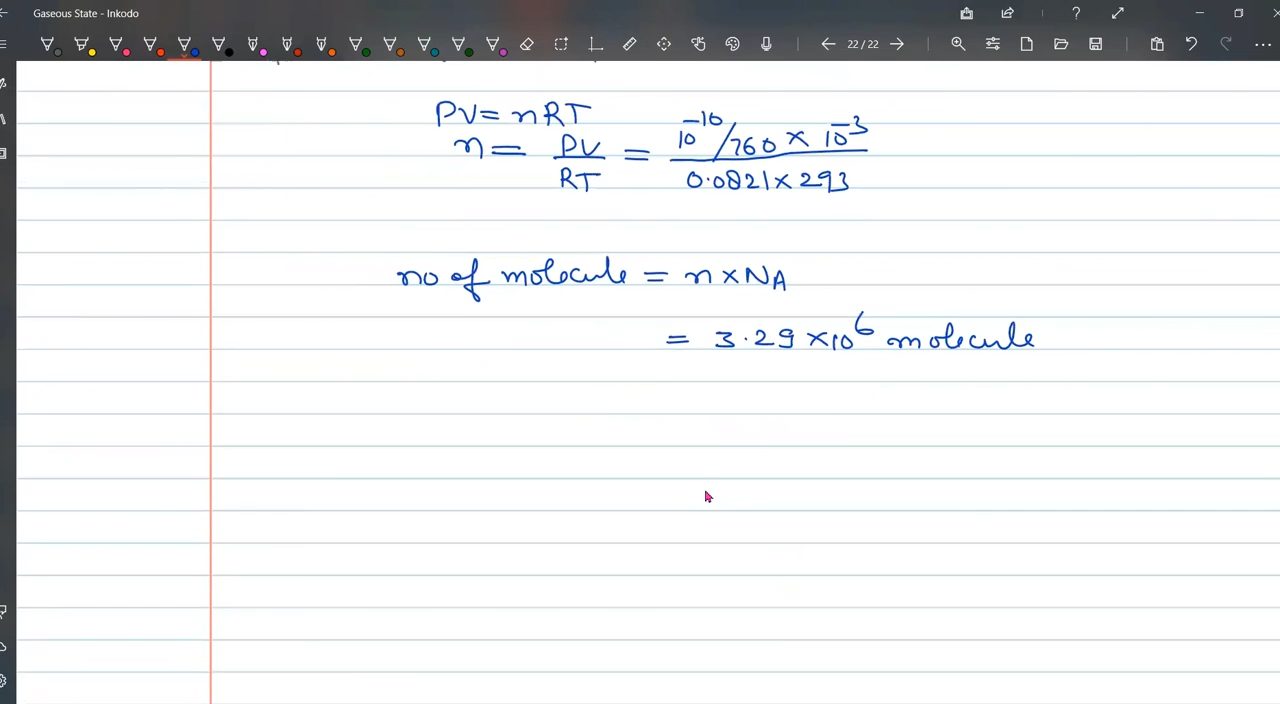 Gaseous State - Inkodo
22/22
PV = nRT
n = PV/RT = 10^-10/760 × 10^-3 / 0.0821 × 293
no of molecule = n × N_A
= 3.29 × 10^6 molecule